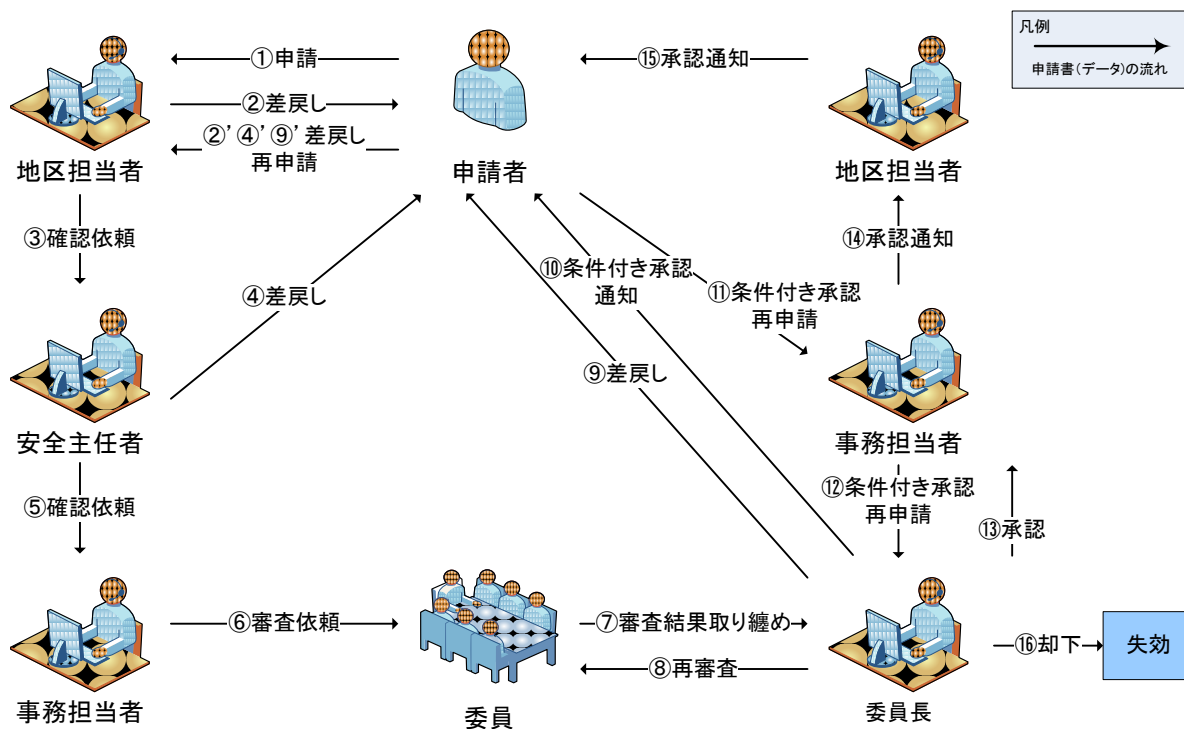 凡例
申請書(データ)の流れ
①申請
⑮承認通知
②差戻し
②’④’⑨’差戻し
再申請
地区担当者
申請者
地区担当者
③確認依頼
⑭承認通知
④差戻し
⑩条件付き承認
通知
⑪条件付き承認
再申請
⑨差戻し
安全主任者
事務担当者
⑤確認依頼
⑫条件付き承認
再申請
⑬承認
⑥審査依頼
⑦審査結果取り纏め
⑧再審査
⑯却下
失効
事務担当者
委員
委員長